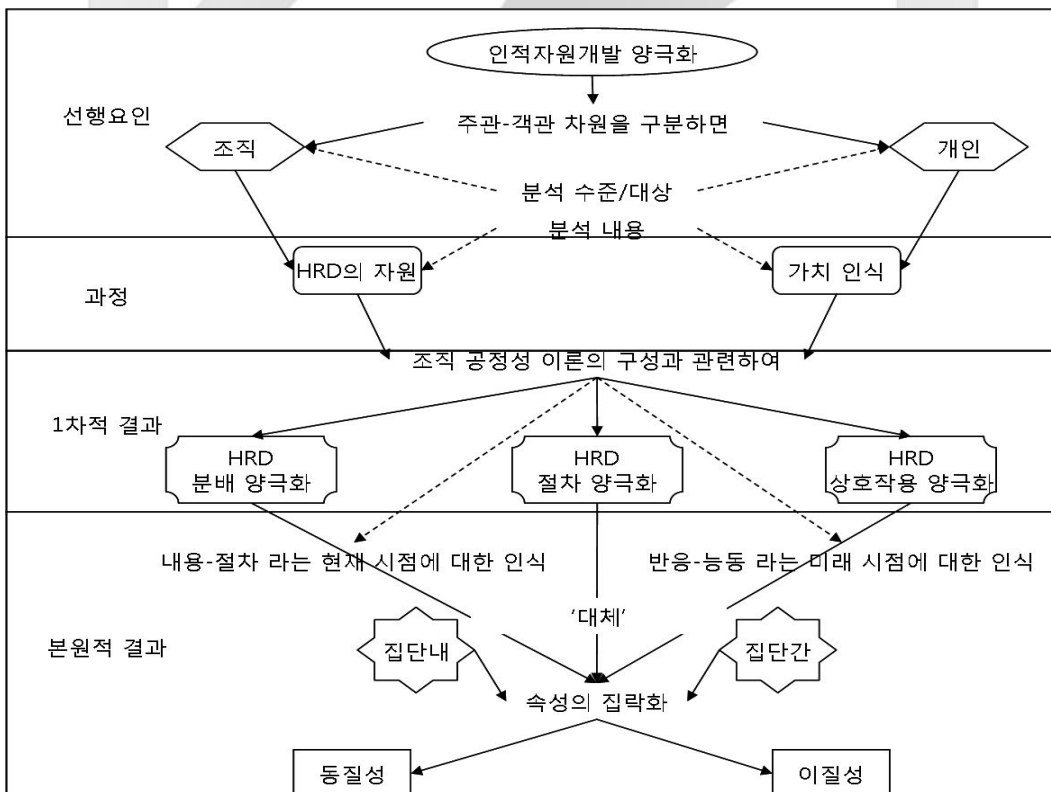 인적자원개발 양극화
선행요인
주관-객관 차원을 구분하면
조직
개인
분석 수준/대상
분석 내용
HRD의 자원
가치 인식
과정
조직 공정성 이론의 구성과 관련하여
1차적 결과
HRD
분배 양극화
HRD
절차 양극화
HRD
상호작용 양극화
내용-절차 라는 현재 시점에 대한 인식
반응-능동 라는 미래 시점에 대한 인식
'대체'
본원적 결과
집단내
집단간
속성의 집락화
동질성
이질성